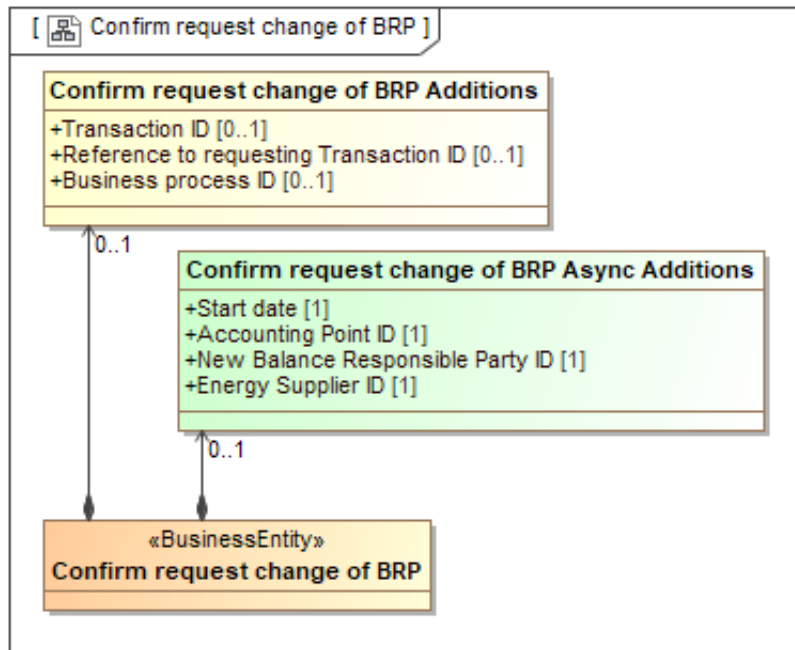 [ Confirm request change of BRP ]
Confirm request change of BRP Additions
+Transaction ID [0..1]
+Reference to requesting Transaction ID [0..1]
+Business process ID [0..1]
0..1
Confirm request change of BRP Async Additions
+Start date [1]
+Accounting Point ID [1]
+New Balance Responsible Party ID [1]
+Energy Supplier ID [1]
0..1
«BusinessEntity»
Confirm request change of BRP